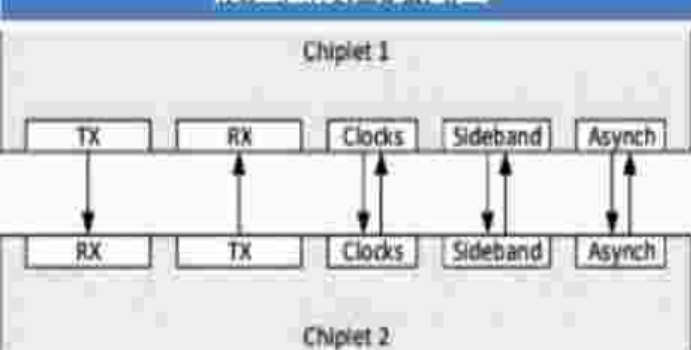 Chiplet 1
TX RX Clocks Sideband Asynch
RX TX Clocks Sideband Asynch
Chiplet 2